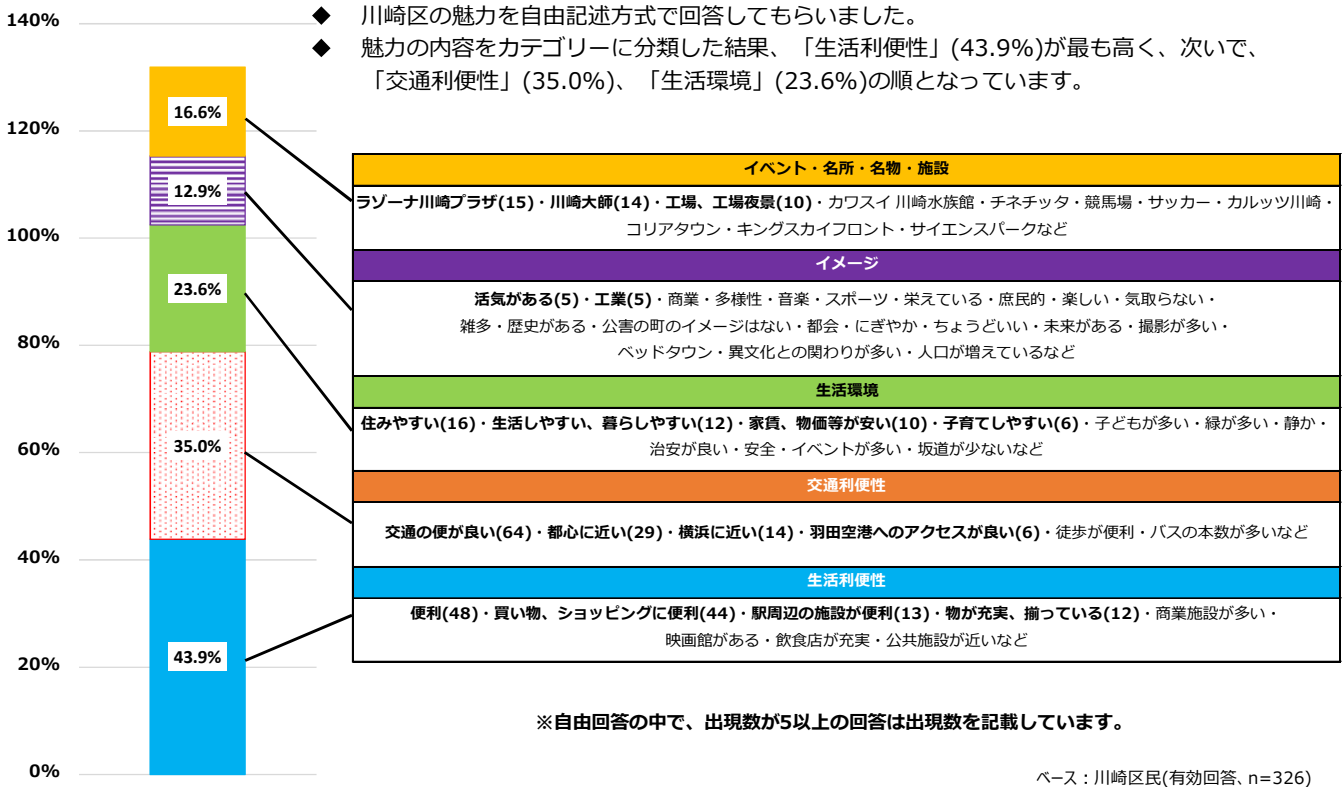 ◆ 川崎区の魅力を自由記述方式で回答してもらいました。
◆ 魅力の内容をカテゴリーに分類した結果、「生活利便性」(43.9%)が最も高く、次いで、
「交通利便性」(35.0%)、「生活環境」(23.6%)の順となっています。
140%
120%
100%
80%
60%
40%
20%
0%
16.6%
12.9%
23.6%
35.0%
43.9%
イベント・名所・名物・施設
ラゾーナ川崎プラザ(15)・川崎大師(14)・工場、工場夜景(10)・カワスイ 川崎水族館・チネチッタ・競馬場・サッカー・カルッツ川崎・
コリアタウン・キングスカイフロント・サイエンスパークなど
イメージ
活気がある(5)・工業(5)・商業・多様性・音楽・スポーツ・栄えている・庶民的・楽しい・気取らない・
雑多・歴史がある・公害の町のイメージはない・都会・にぎやか・ちょうどいい・未来がある・撮影が多い・
ベッドタウン・異文化との関わりが多い・人口が増えているなど
生活環境
住みやすい(16)・生活しやすい、暮らしやすい(12)・家賃、物価等が安い(10)・子育てしやすい(6)・子どもが多い・緑が多い・静か・
治安が良い・安全・イベントが多い・坂道が少ないなど
交通利便性
交通の便が良い(64)・都心に近い(29)・横浜に近い(14)・羽田空港へのアクセスが良い(6)・徒歩が便利・バスの本数が多いなど
生活利便性
便利(48)・買い物、ショッピングに便利(44)・駅周辺の施設が便利(13)・物が充実、揃っている(12)・商業施設が多い・
映画館がある・飲食店が充実・公共施設が近いなど
※自由回答の中で、出現数が5以上の回答は出現数を記載しています。
ベース：川崎区民(有効回答、n=326)